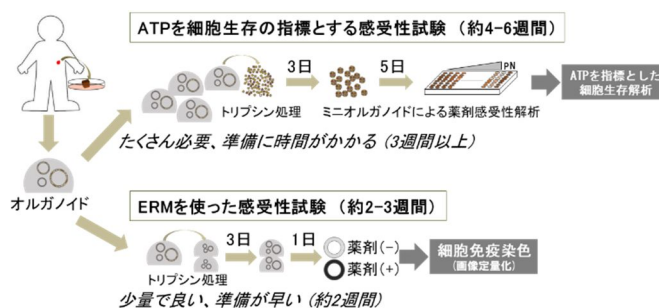 ATPを細胞生存の指標とする感受性試験 (約4-6週間)
3日
5日
PN
トリプシン処理
ミニオルガノイドによる薬剤感受性解析
ATPを指標とした
細胞生存解析
たくさん必要、準備に時間がかかる (3週間以上)
オルガノイド
ERMを使った感受性試験 (約2-3週間)
3日
1日
薬剤(-)
薬剤(+)
トリプシン処理
細胞免疫染色
(画像定量化)
少量で良い、準備が早い (約2週間)